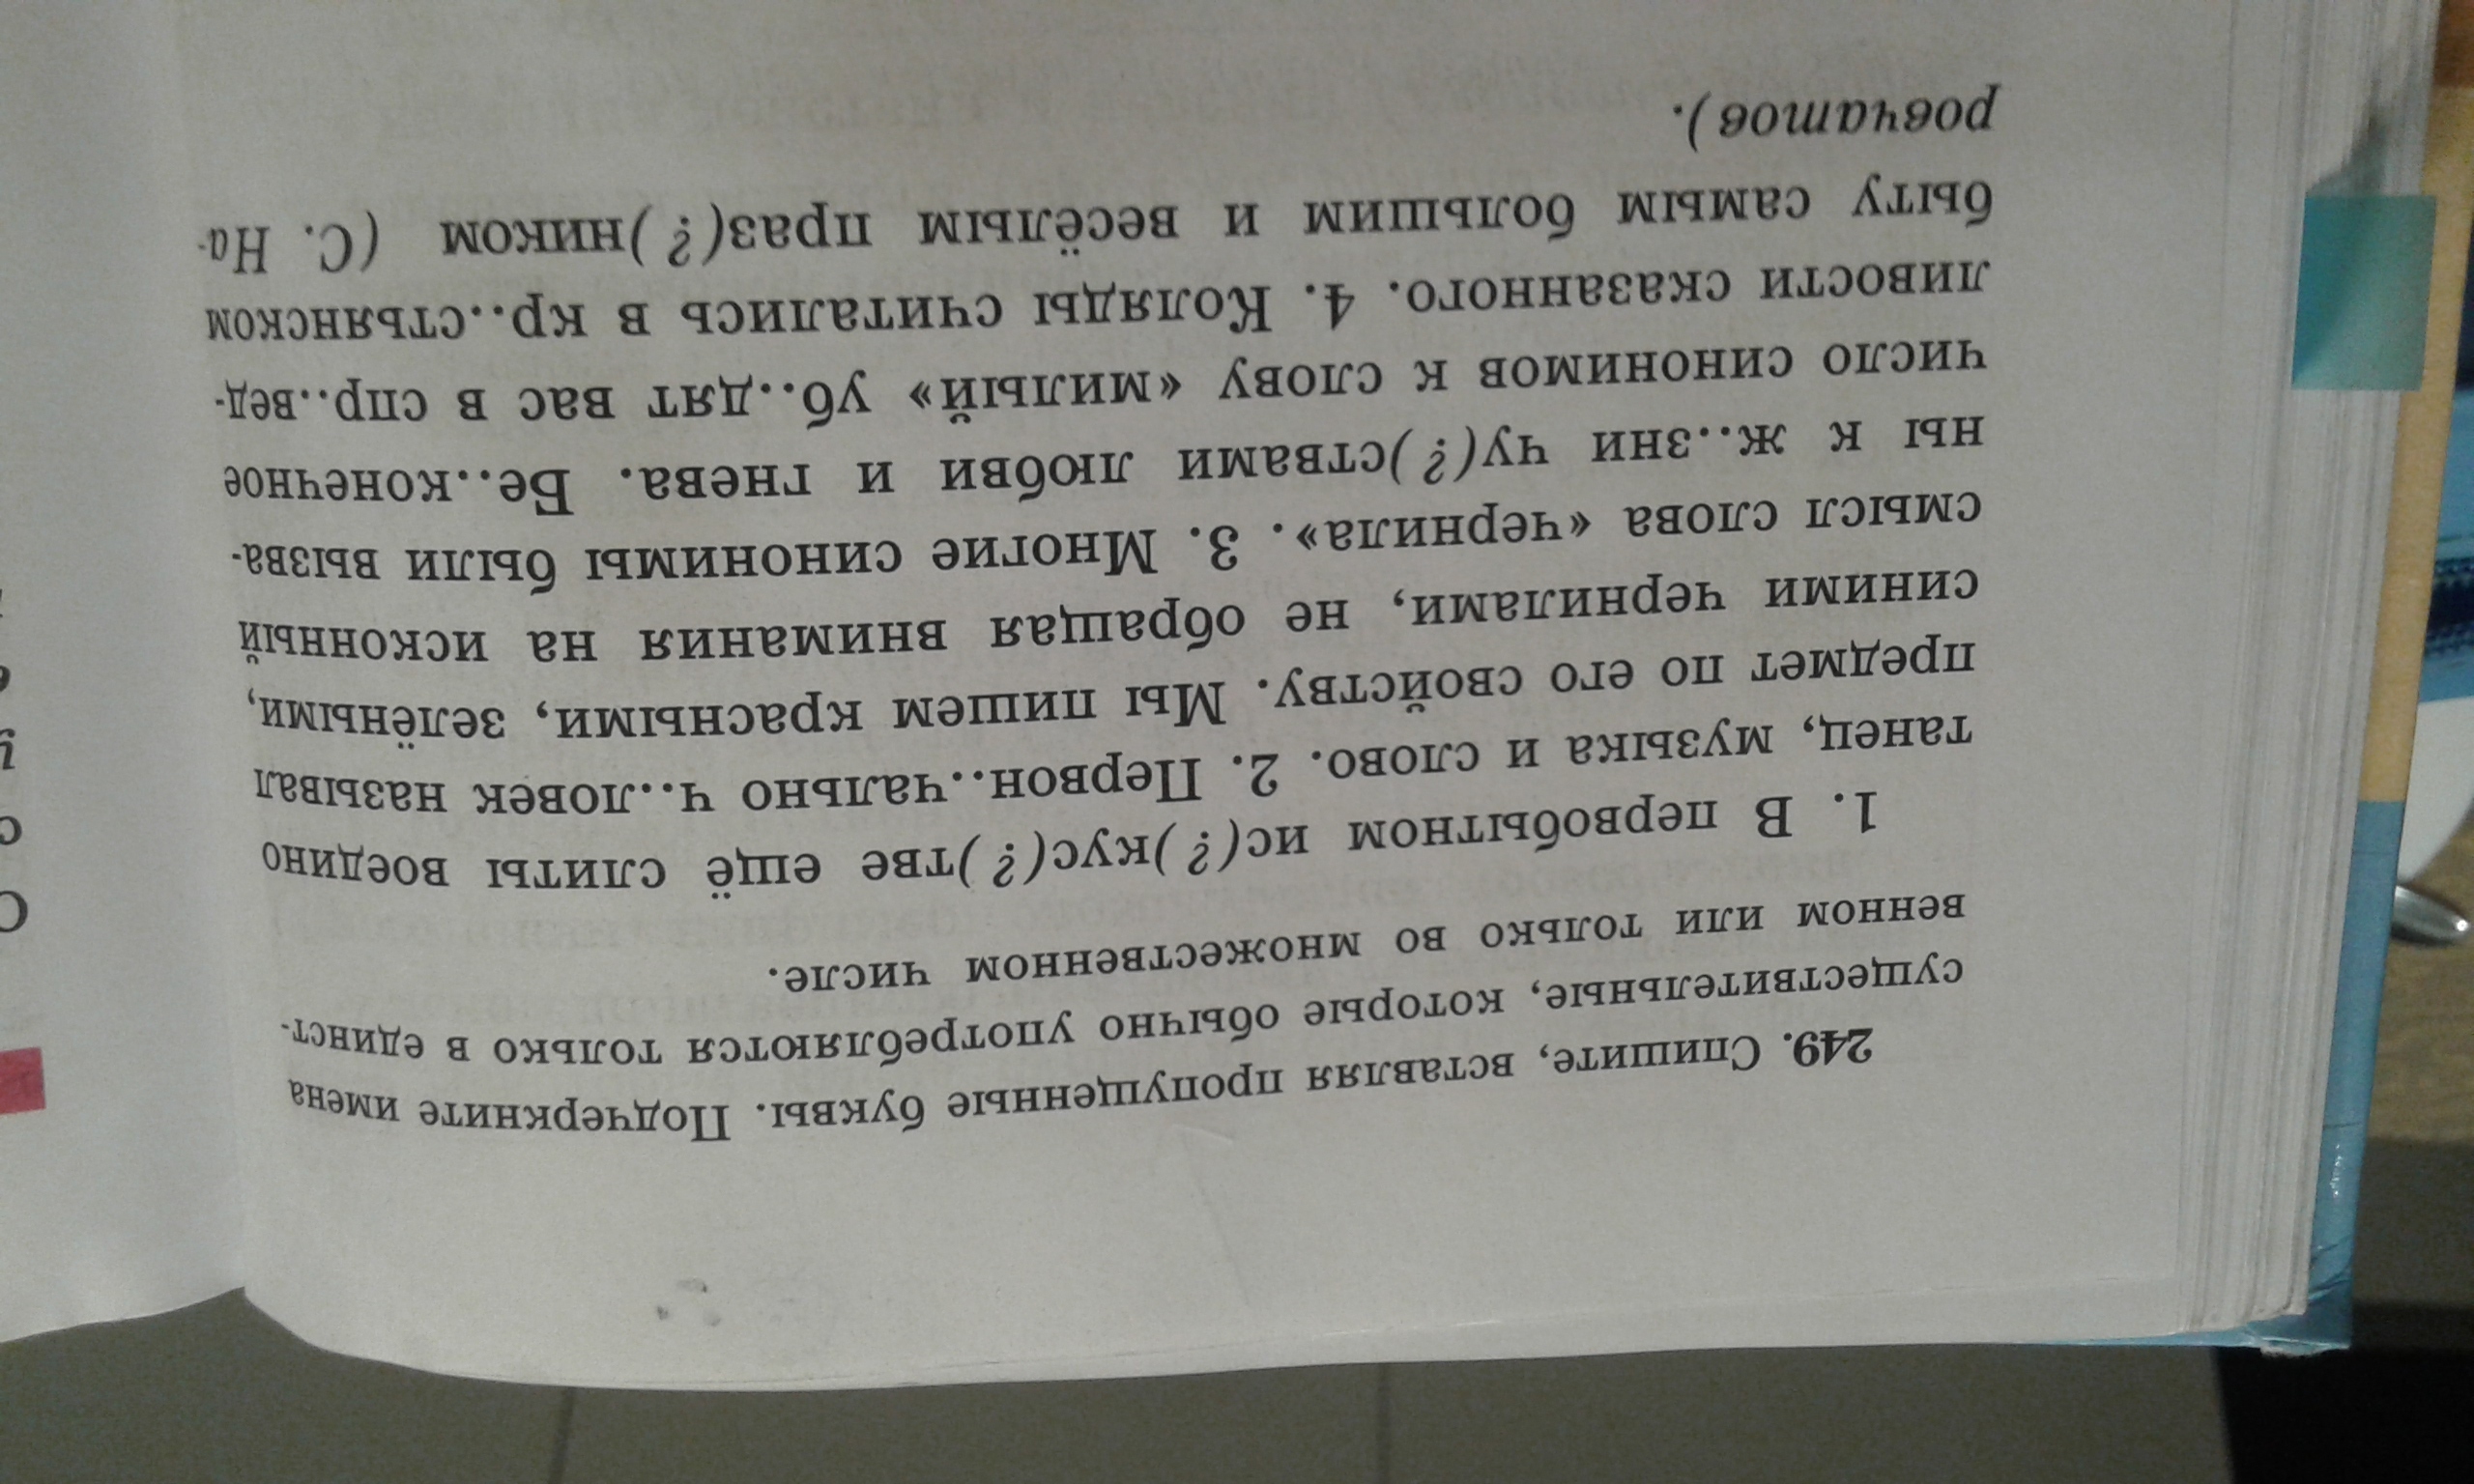 249. Спишите, вставляя пропущенные буквы. Подчеркните имена
существительные, которые обычно употребляются только в единст-
венном или только во множественном числе.
1. В первобытном ис(?)кус(?)тве ещё слиты воедино
танец, музыка и слово. 2. Первон..чально ч..ловек называл
предмет по его свойству. Мы пишем красными, зелёными,
синими чернилами, не обращая внимания на исконный
смысл слова «чернила». 3. Многие синонимы были вызва-
ны к ж..зни чу(?)ствами любви и гнева. Бе..конечное
число синонимов к слову «милый» уб..дят вас в спр..вед-
ливости сказанного. 4. Коляды считались в кр..стьянском
быту самым большим и весёлым праз(?)ником (С. На-
ровчатов).